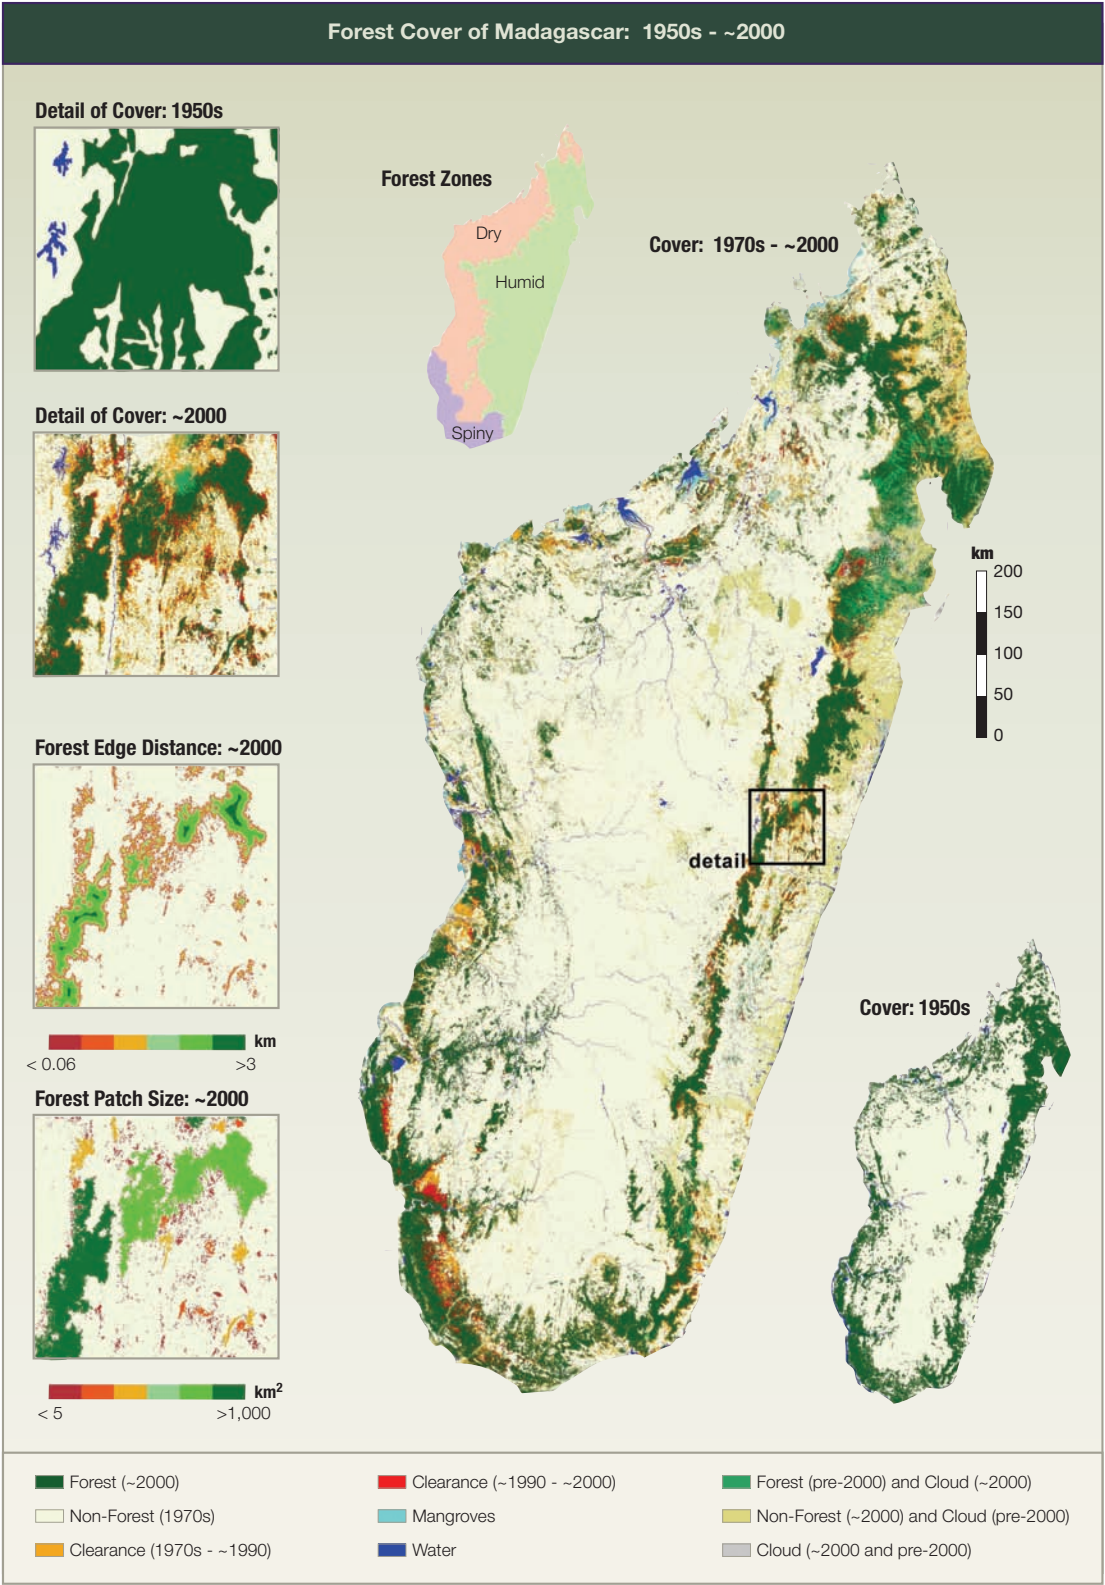 Forest Cover of Madagascar: 1950s - ~2000
Detail of Cover: 1950s
Forest Zones
Dry
Humid
Spiny
Cover: 1970s - ~2000
Detail of Cover: ~2000
km
200
150
100
50
0
Forest Edge Distance: ~2000
detail
km
< 0.06
>3
Cover: 1950s
Forest Patch Size: ~2000
km²
< 5
>1,000
Forest (~2000)
Non-Forest (1970s)
Clearance (1970s - ~1990)
Clearance (~1990 - ~2000)
Mangroves
Water
Forest (pre-2000) and Cloud (~2000)
Non-Forest (~2000) and Cloud (pre-2000)
Cloud (~2000 and pre-2000)